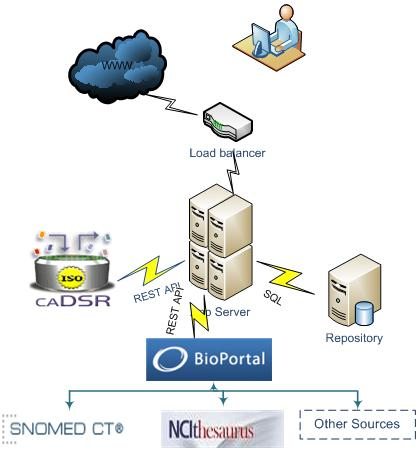 WWW
Load balancer
ISO
caDSR
REST API
REST API
p Server
SQL
BioPortal
Repository
SNOMED CT®
NCIthesaurus
Other Sources